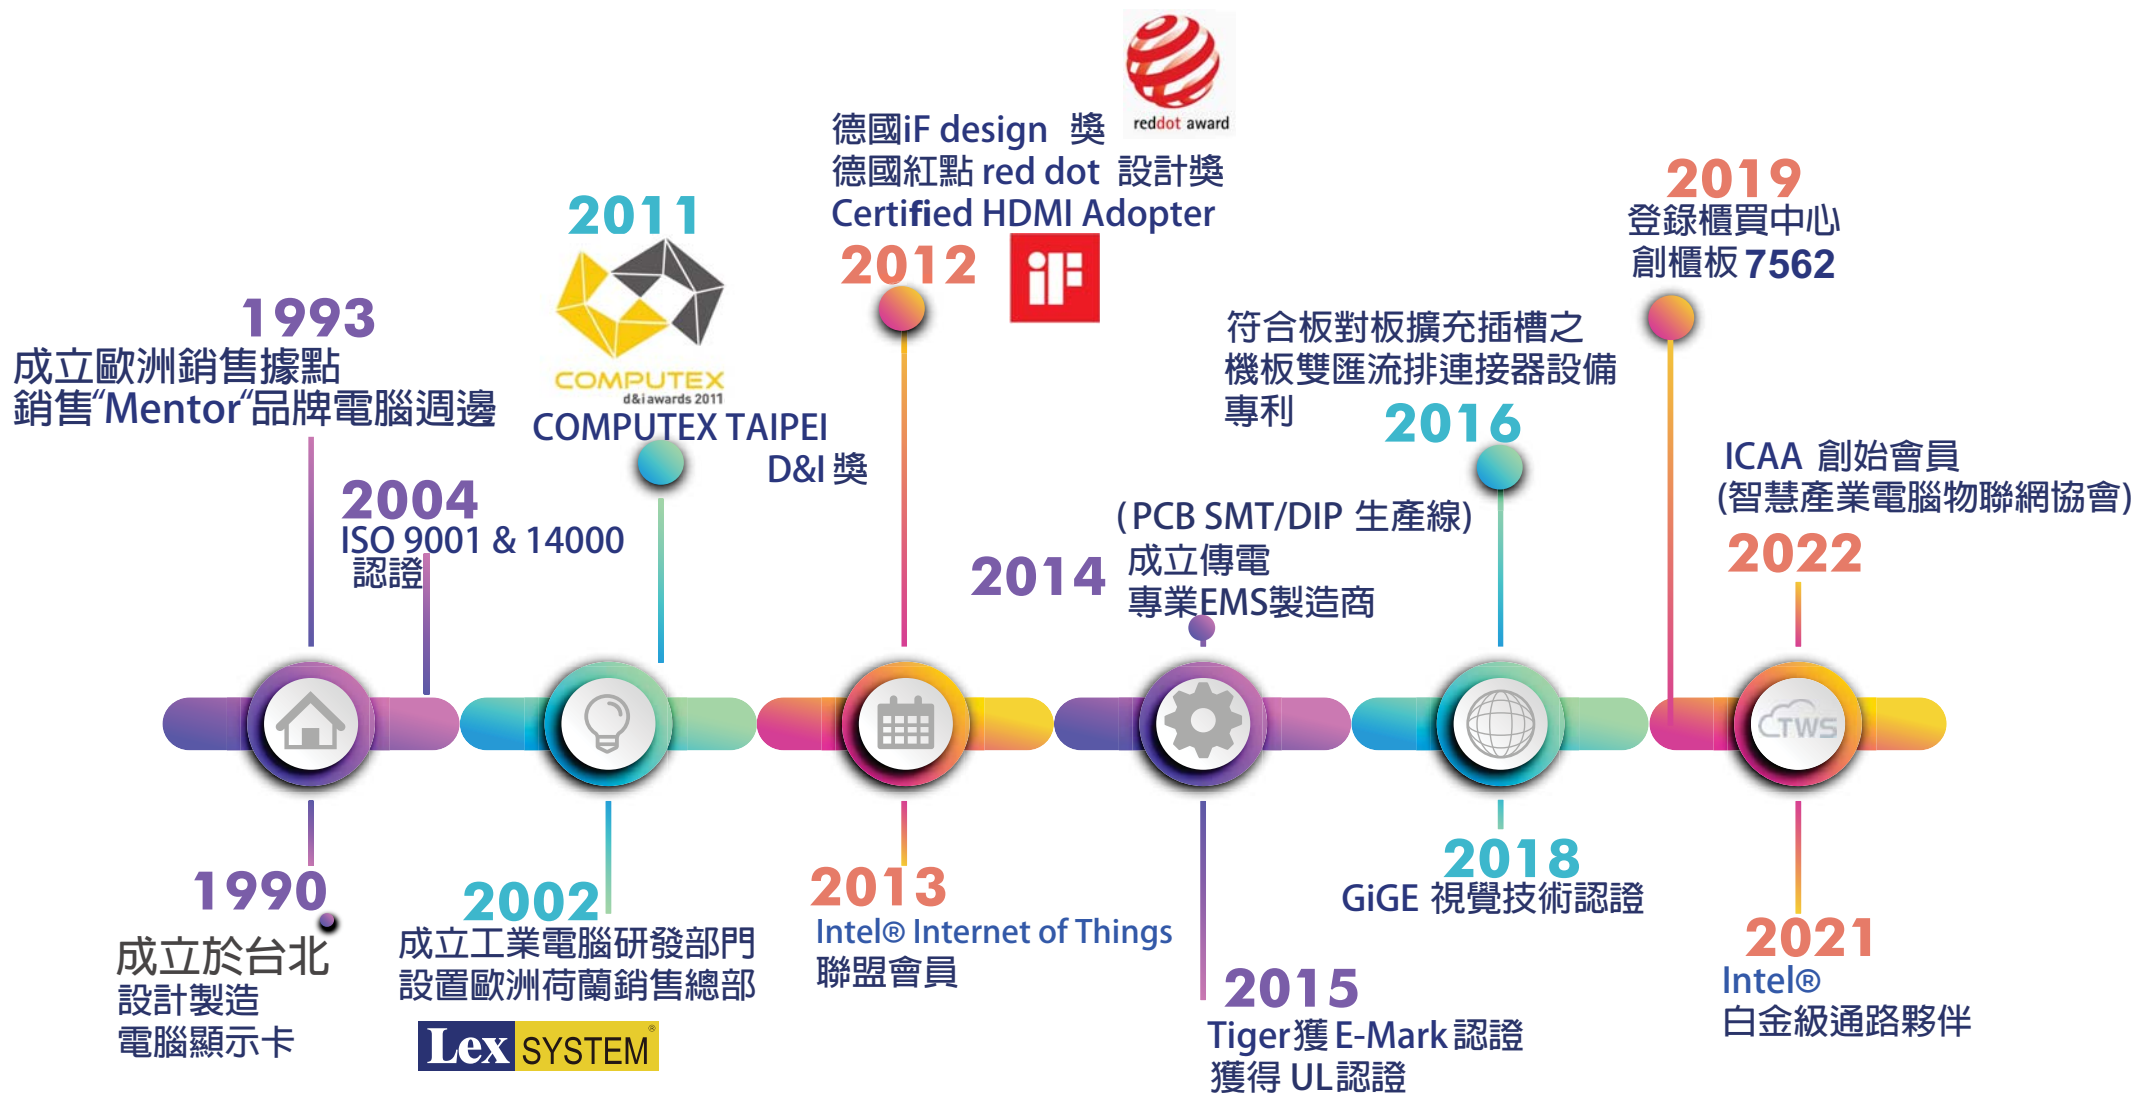 1993
成立歐洲銷售據點
銷售“Mentor“品牌電腦週邊
2004
ISO 9001 & 14000
認證
2011
COMPUTEX
d&i awards 2011
COMPUTEX TAIPEI
D&I 獎
reddot award
德國iF design 獎
德國紅點 red dot 設計獎
Certified HDMI Adopter
2012
iF
2014
(PCB SMT/DIP 生產線)
成立傳電
專業EMS製造商
符合板對板擴充插槽之
機板雙匯流排連接器設備
專利
2016
2019
登錄櫃買中心
創櫃板 7562
ICAA 創始會員
(智慧產業電腦物聯網協會)
2022
TWS
1990
成立於台北
設計製造
電腦顯示卡
2002
成立工業電腦研發部門
設置歐洲荷蘭銷售總部
Lex SYSTEM®
2013
Intel® Internet of Things
聯盟會員
2015
Tiger獲 E-Mark 認證
獲得 UL認證
2018
GiGE 視覺技術認證
2021
Intel®
白金級通路夥伴